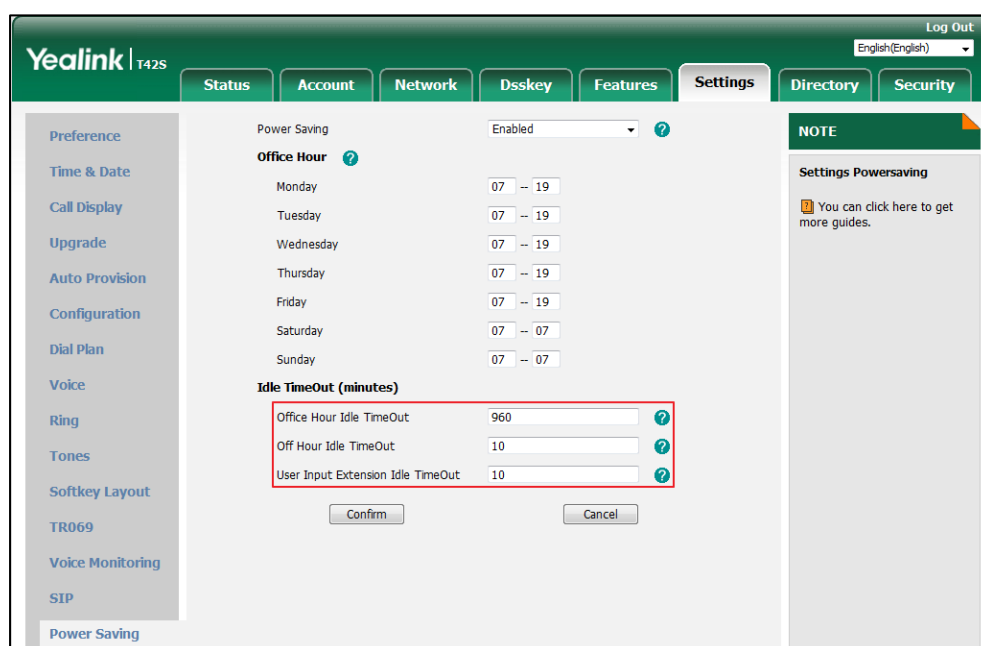 Log Out
Yealink T42S
English(English)
Status Account Network Dsskey Features Settings Directory Security
Preference
Time & Date
Call Display
Upgrade
Auto Provision
Configuration
Dial Plan
Voice
Ring
Tones
Softkey Layout
TR069
Voice Monitoring
SIP
Power Saving
Power Saving Enabled ?
Office Hour ?
Monday 07 -- 19
Tuesday 07 -- 19
Wednesday 07 -- 19
Thursday 07 -- 19
Friday 07 -- 19
Saturday 07 -- 07
Sunday 07 -- 07
Idle TimeOut (minutes)
Office Hour Idle TimeOut 960 ?
Off Hour Idle TimeOut 10 ?
User Input Extension Idle TimeOut 10 ?
Confirm Cancel
NOTE
Settings Powersaving
? You can click here to get
more guides.